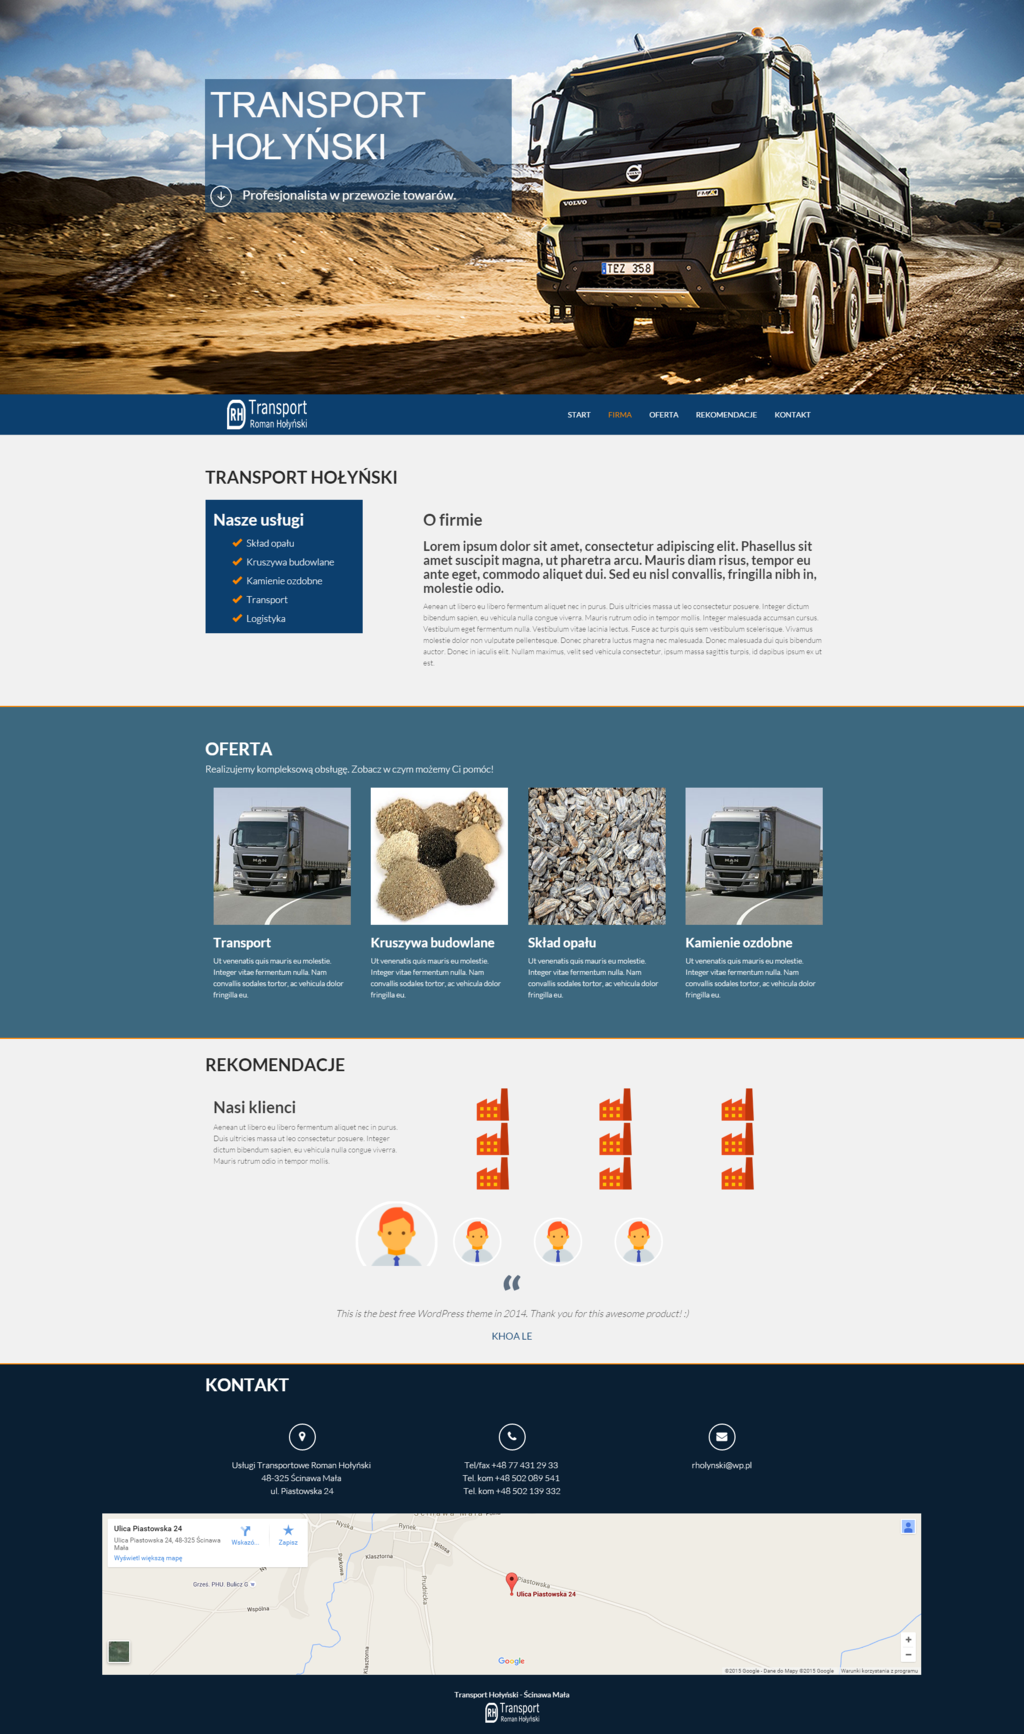 TRANSPORT
HOŁYŃSKI
Profesjonalista w przewozie towarów.
VOLVO
FMX
TEZ 358
RH Transport
Roman Hołyński
START FIRMA OFERTA REKOMENDACJE KONTAKT
TRANSPORT HOŁYŃSKI
Nasze usługi
Skład opału
Kruszywa budowlane
Kamienie ozdobne
Transport
Logistyka
O firmie
Lorem ipsum dolor sit amet, consectetur adipiscing elit. Phasellus sit
amet suscipit magna, ut pharetra arcu. Mauris diam risus, tempor eu
ante eget, commodo aliquet dui. Sed eu nisl convallis, fringilla nibh in,
molestie odio.
Aenean ut libero eu libero fermentum aliquet nec in purus. Duis ultricies massa ut leo consectetur posuere. Integer dictum
bibendum sapien, eu vehicula nulla congue viverra. Mauris rutrum odio in tempor mollis. Integer malesuada accumsan cursus.
Vestibulum eget fermentum nulla. Vestibulum vitae lacinia lectus. Fusce ac turpis quis sem vestibulum scelerisque. Vivamus
molestie dolor non vulputate pellentesque. Donec pharetra luctus magna nec malesuada. Donec malesuada dui quis bibendum
auctor. Donec in iaculis elit. Nullam maximus, velit sed vehicula consectetur, ipsum massa sagittis turpis, id dapibus ipsum ex ut
est.
OFERTA
Realizujemy kompleksową obsługę. Zobacz w czym możemy Ci pomóc!
MAN
MAN
Transport
Ut venenatis quis mauris eu molestie.
Integer vitae fermentum nulla. Nam
convallis sodales tortor, ac vehicula dolor
fringilla eu.
Kruszywa budowlane
Ut venenatis quis mauris eu molestie.
Integer vitae fermentum nulla. Nam
convallis sodales tortor, ac vehicula dolor
fringilla eu.
Skład opału
Ut venenatis quis mauris eu molestie.
Integer vitae fermentum nulla. Nam
convallis sodales tortor, ac vehicula dolor
fringilla eu.
Kamienie ozdobne
Ut venenatis quis mauris eu molestie.
Integer vitae fermentum nulla. Nam
convallis sodales tortor, ac vehicula dolor
fringilla eu.
REKOMENDACJE
Nasi klienci
Aenean ut libero eu libero fermentum aliquet nec in purus.
Duis ultricies massa ut leo consectetur posuere. Integer
dictum bibendum sapien, eu vehicula nulla congue viverra.
Mauris rutrum odio in tempor mollis.
“
This is the best free WordPress theme in 2014. Thank you for this awesome product! :)
KHOA LE
KONTAKT
Usługi Transportowe Roman Hołyński
48-325 Ścinawa Mała
ul. Piastowska 24
Tel/fax +48 77 431 29 33
Tel. kom +48 502 089 541
Tel. kom +48 502 139 332
rholynski@wp.pl
Ulica Piastowska 24
Ulica Piastowska 24, 48-325 Ścinawa
Mała
Wyświetl większą mapę
Wskazó...
Zapisz
Nyska
Rynek
Witosa
Klasztorna
Parkowa
Prudnicka
Piastowska
Ulica Piastowska 24
Grześ. PHU. Bulicz G
Wspólna
Klasztorna
Google
©2015 Google - Dane do Mapy ©2015 Google Warunki korzystania z programu
Transport Hołyński - Ścinawa Mała
RH Transport
Roman Hołyński